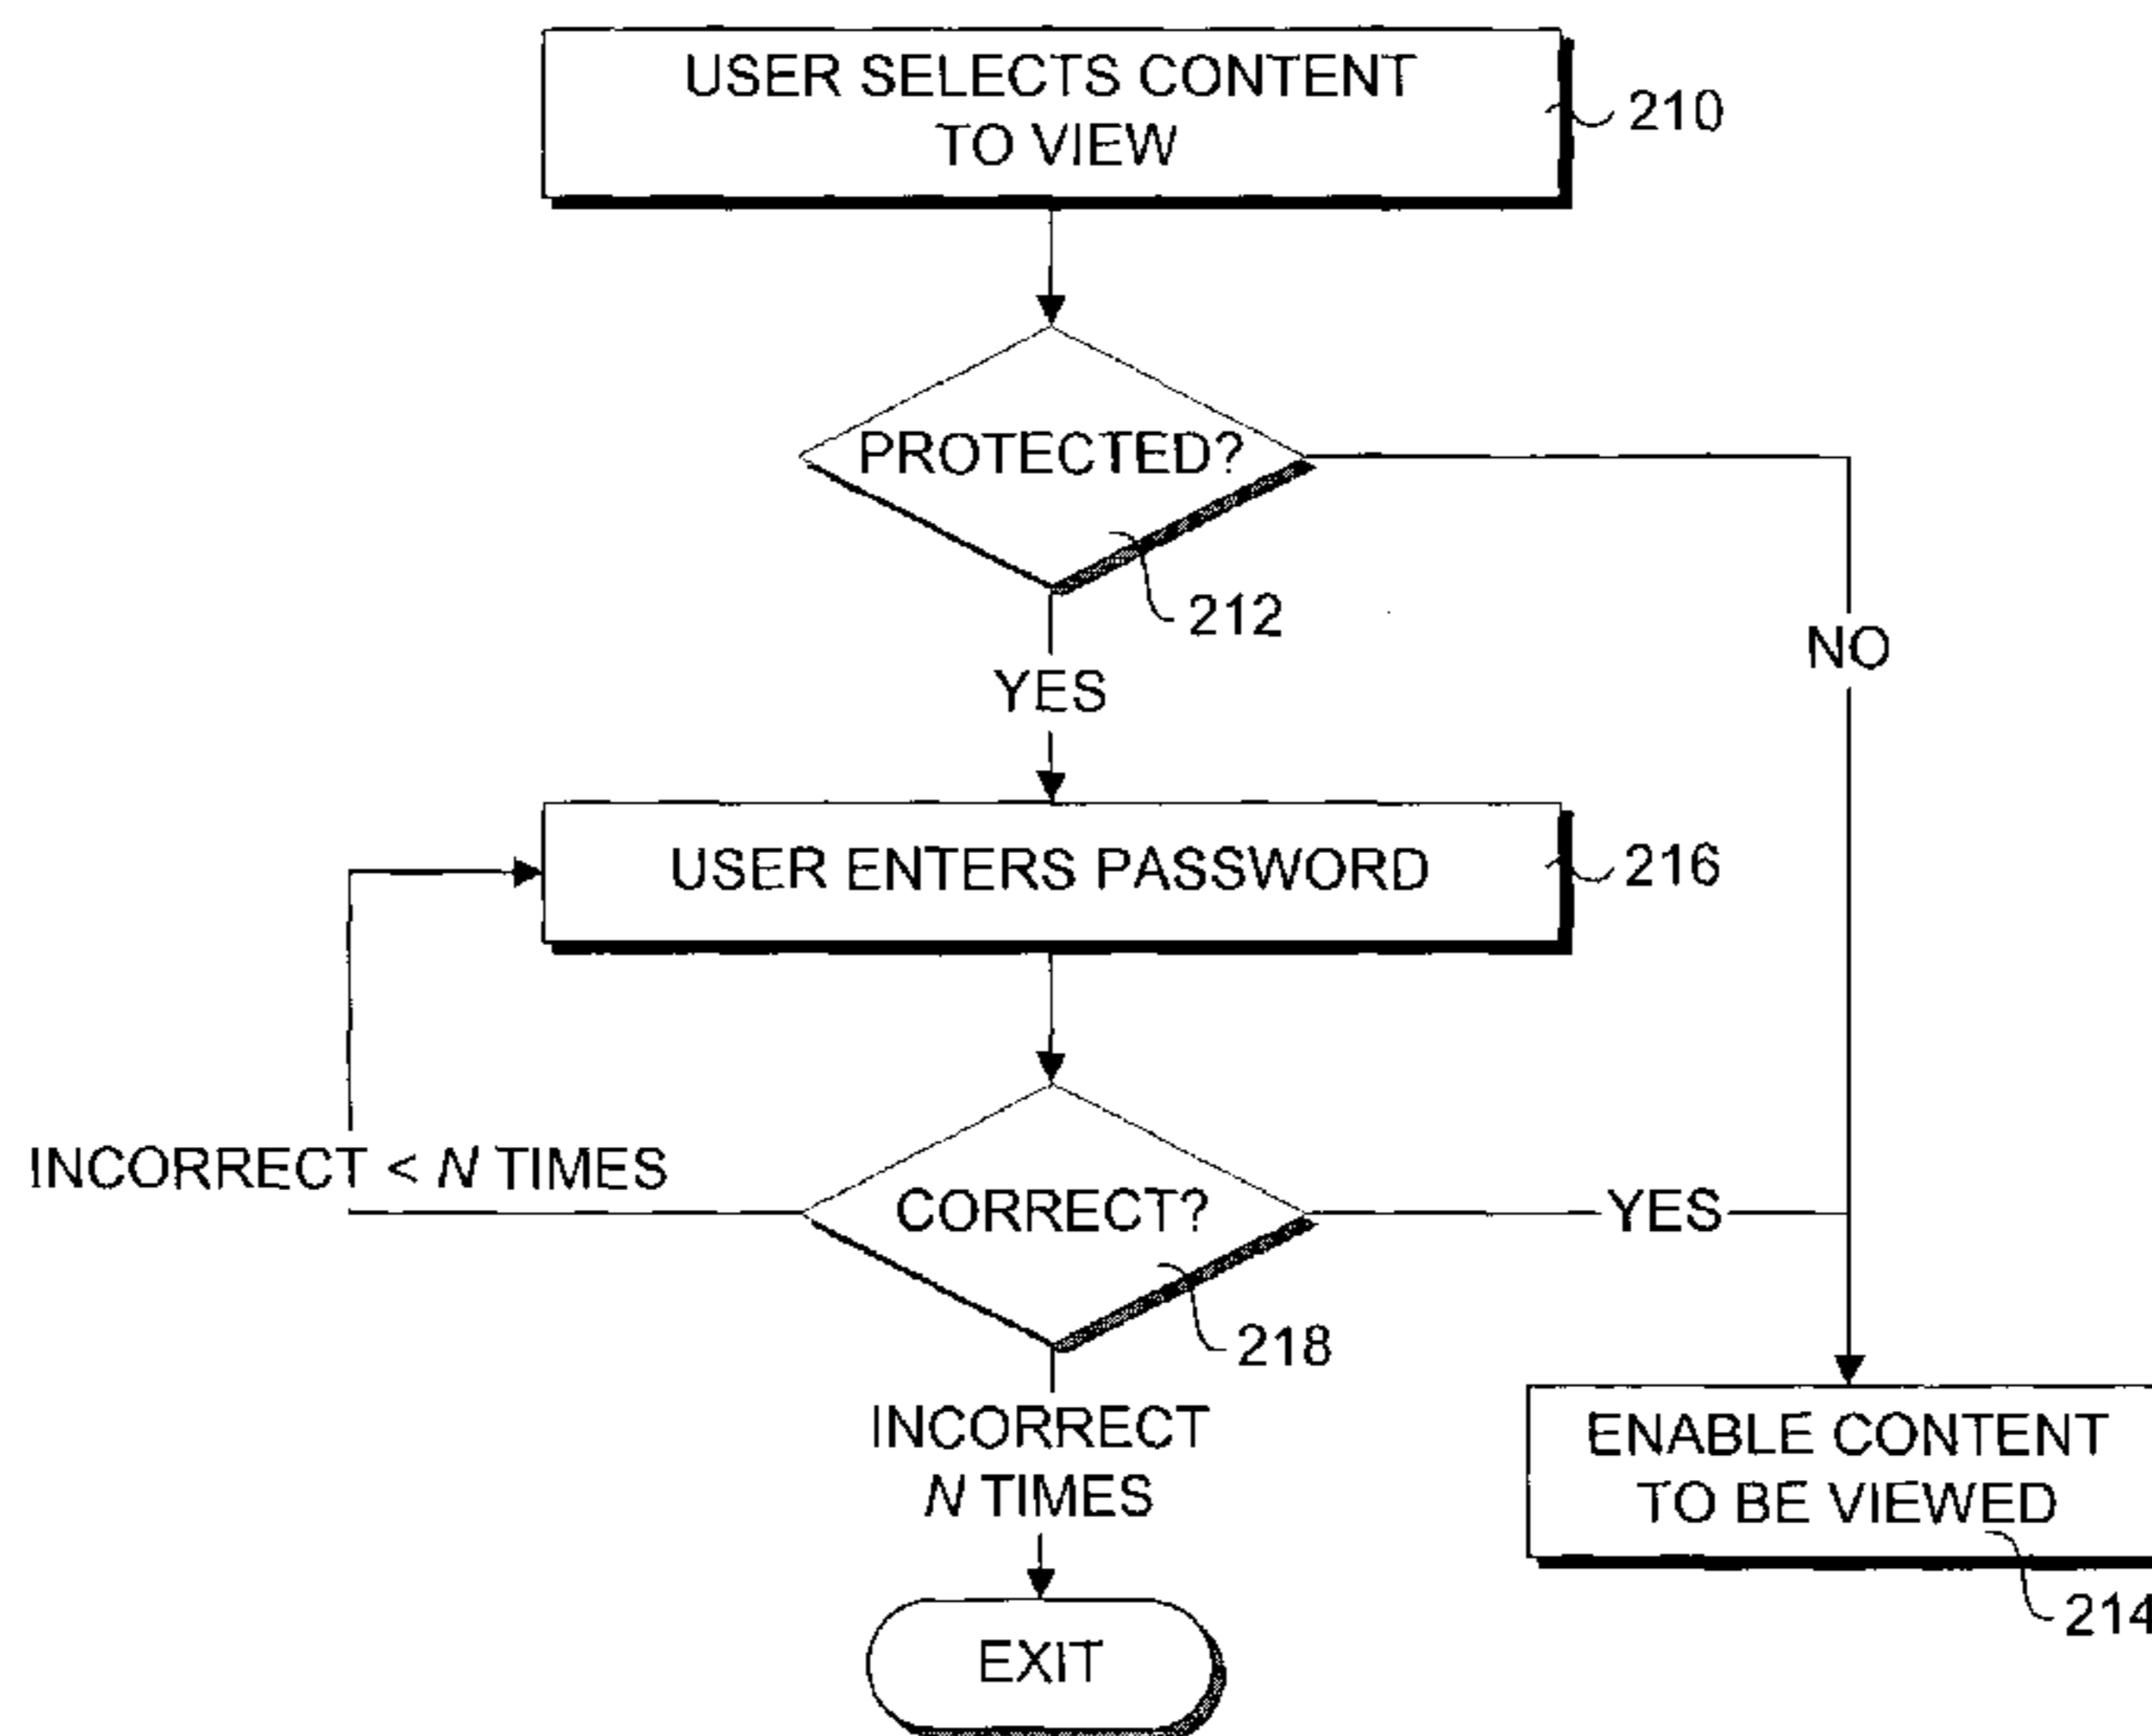 USER SELECTS CONTENT
TO VIEW
210
PROTECTED?
212
NO
YES
USER ENTERS PASSWORD
216
INCORRECT < N TIMES
CORRECT?
YES
218
INCORRECT
N TIMES
ENABLE CONTENT
TO BE VIEWED
214
EXIT